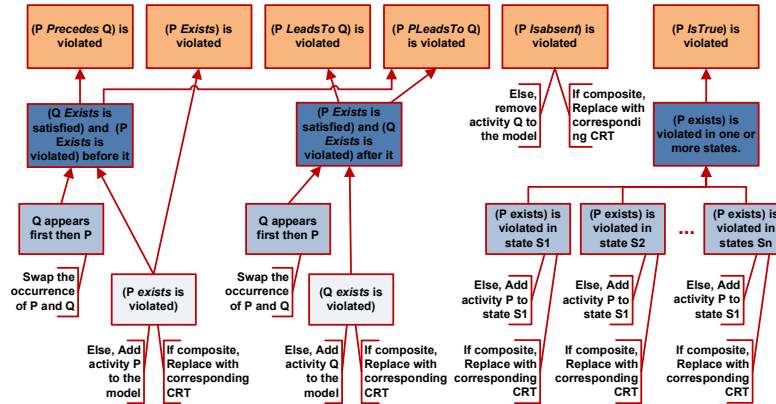 (P Precedes Q) is
violated
(P Exists) is
violated
(P LeadsTo Q) is
violated
(P PLeadsTo Q)
is violated
(P Isabsent) is
violated
(P IsTrue) is
violated
(Q Exists is
satisfied) and (P
Exists is
violated) before it
(P Exists is
satisfied) and (Q
Exists is
violated) after it
Else,
remove
activity Q to
the model
If composite,
Replace with
correspondi
ng CRT
(P exists) is
violated in one or
more states.
Q appears
first then P
Q appears
first then P
(P exists) is
violated in
state S1
(P exists) is
violated in
state S2
...
(P exists) is
violated in
states Sn
Swap the
occurrence
of P and Q
(P exists is
violated)
Swap the
occurrence
of P and Q
(Q exists is
violated)
Else, Add
activity P to
state S1
Else, Add
activity P to
state S1
Else, Add
activity P to
state S1
Else, Add
activity P
to the
model
If composite,
Replace with
corresponding
CRT
Else, Add
activity Q
to the
model
If composite,
Replace with
corresponding
CRT
If composite,
Replace with
corresponding
CRT
If composite,
Replace with
corresponding
CRT
If composite,
Replace with
corresponding
CRT